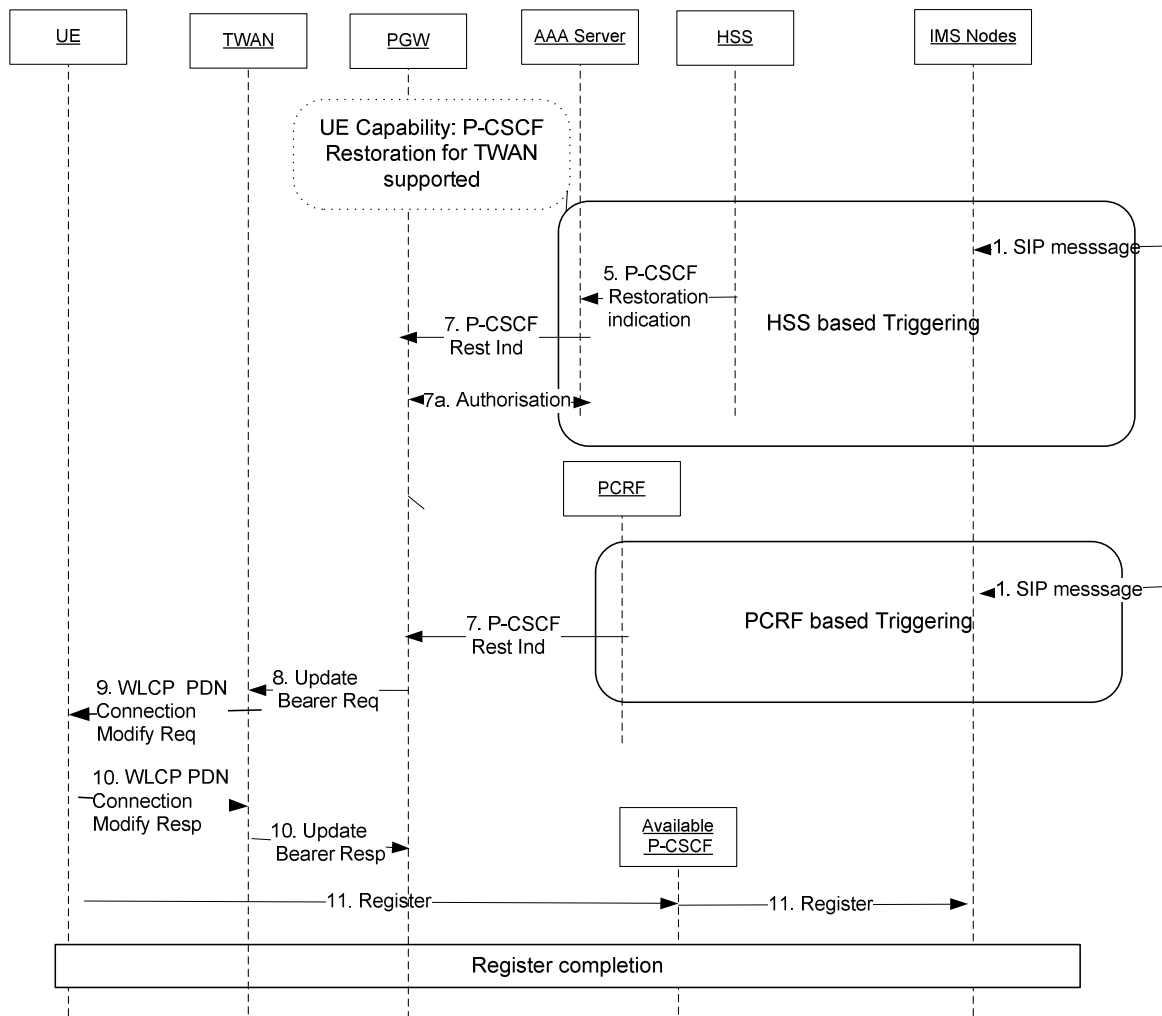 UE
TWAN
PGW
AAA Server
HSS
IMS Nodes
UE Capability: P-CSCF
Restoration for TWAN
supported
1. SIP messsage
5. P-CSCF
Restoration
indication
HSS based Triggering
7. P-CSCF
Rest Ind
7a. Authorisation
PCRF
1. SIP messsage
PCRF based Triggering
7. P-CSCF
Rest Ind
8. Update
Bearer Req
9. WLCP PDN
Connection
Modify Req
10. WLCP PDN
Connection
Modify Resp
10. Update
Bearer Resp
Available
P-CSCF
11. Register
11. Register
Register completion